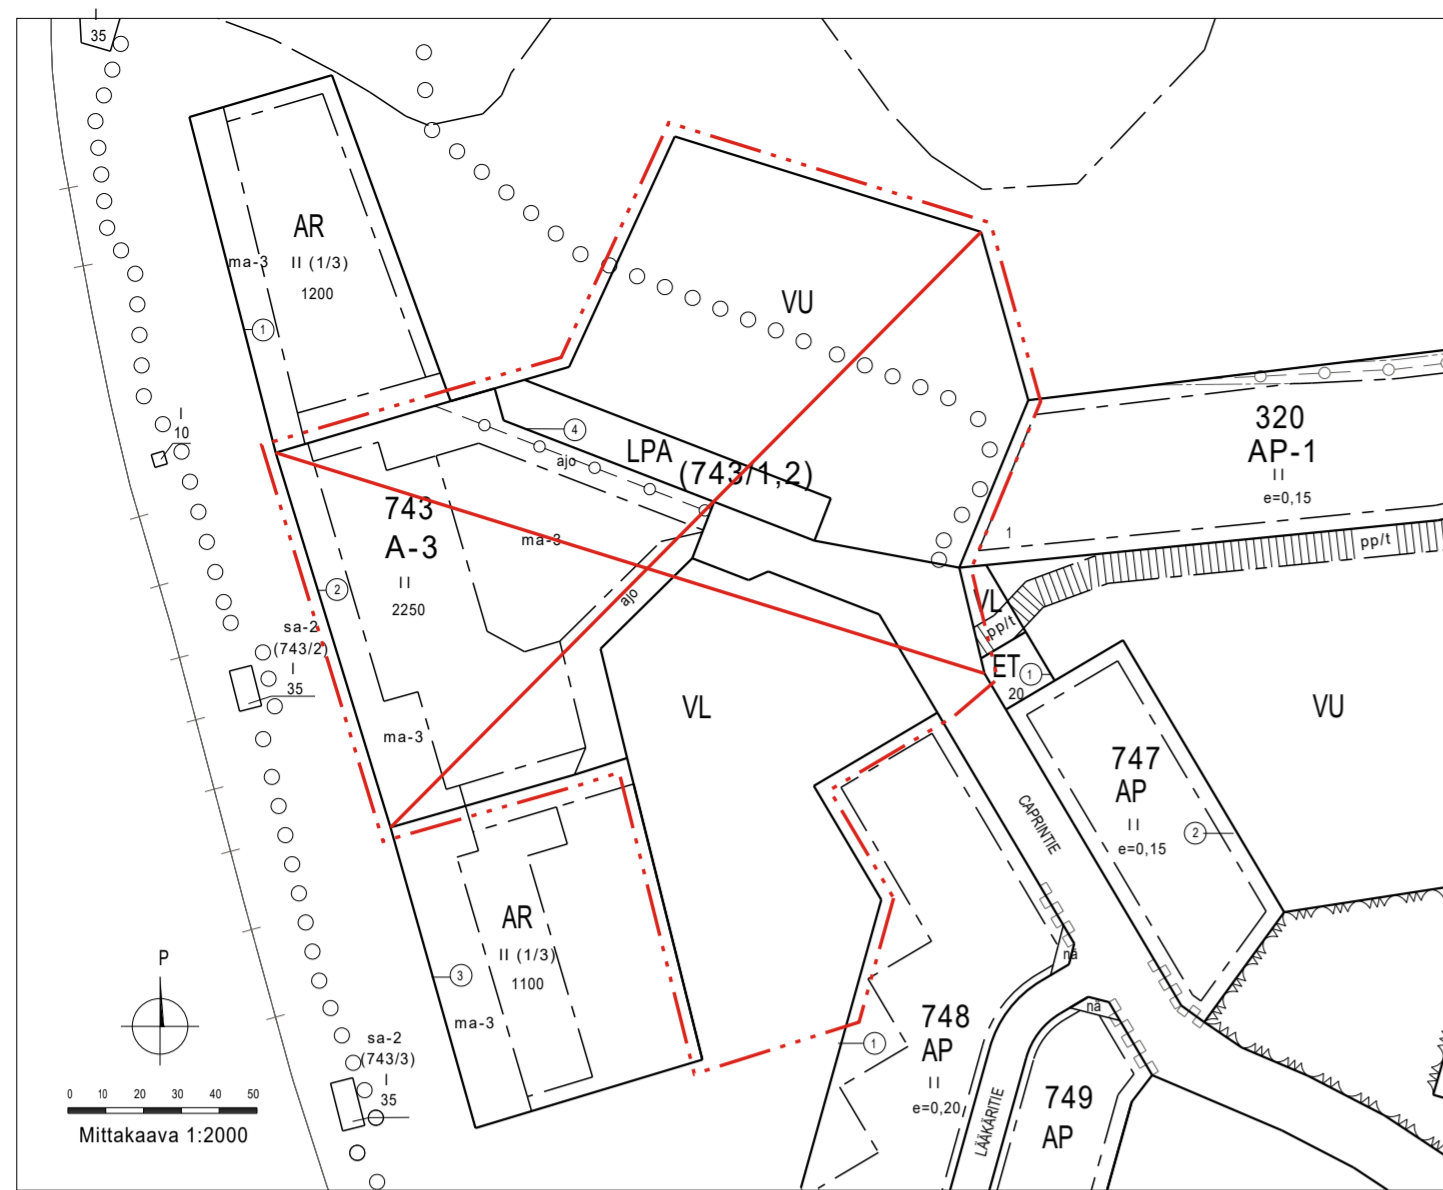 I
35
AR
ma-3
II (1/3)
1200
1
VU
I
10
4
LPA
(743/1,2)
ajo
320
AP-1
II
e=0,15
1
pp/t
743
A-3
II
2250
ma-3
2
ajo
sa-2
(743/2)
I
35
VL
pp/t
ET
1
20
VL
VU
ma-3
747
AP
II
e=0,15
2
CAPRINTIE
AR
II (1/3)
1100
3
ma-3
nä
nä
748
AP
II
e=0,20
1
LÄÄKÄRITIE
749
AP
P
sa-2
(743/3)
I
35
0 10 20 30 40 50
Mittakaava 1:2000